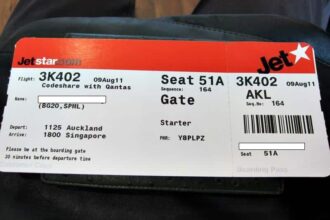 Jetstar.com
Jet
Flight: 3K402 09Aug11
Codeshare with Qantas
Seat 51A
Sequence: 164
3K402 09Aug11
AKL
Seq.No: 164
Name:
(BG20,SPML)
Gate
Starter
PNR: Y8PLPZ
Depart: 1125 Auckland
Arrive: 1800 Singapore
Please be at the boarding gate
30 minutes before departure time
Seat 51A
Boarding Pass